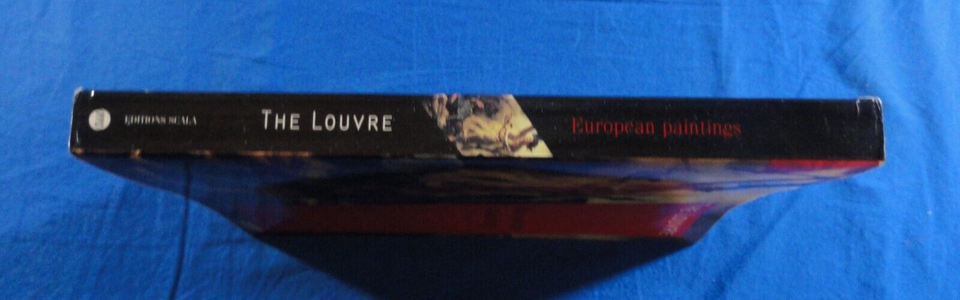 EDITIONS SCALA
THE LOUVRE
European paintings